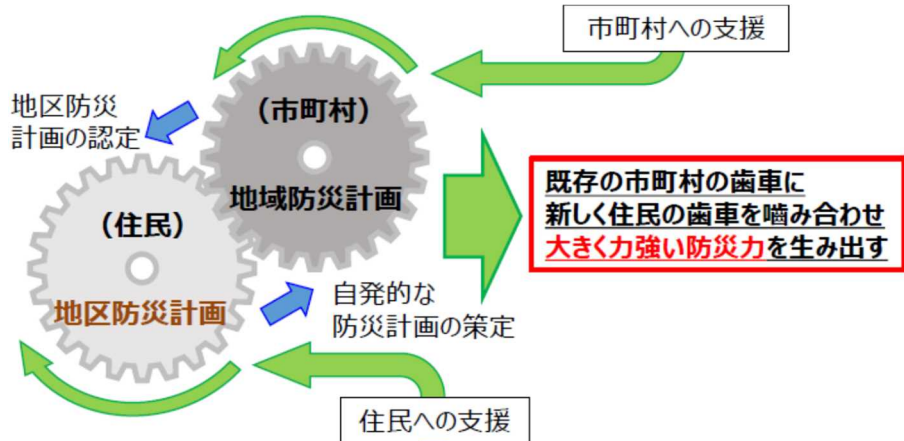 市町村への支援
地区防災
計画の認定
（市町村）
地域防災計画
既存の市町村の歯車に
新しく住民の歯車を噛み合わせ
大きく力強い防災力を生み出す
（住民）
地区防災計画
自発的な
防災計画の策定
住民への支援